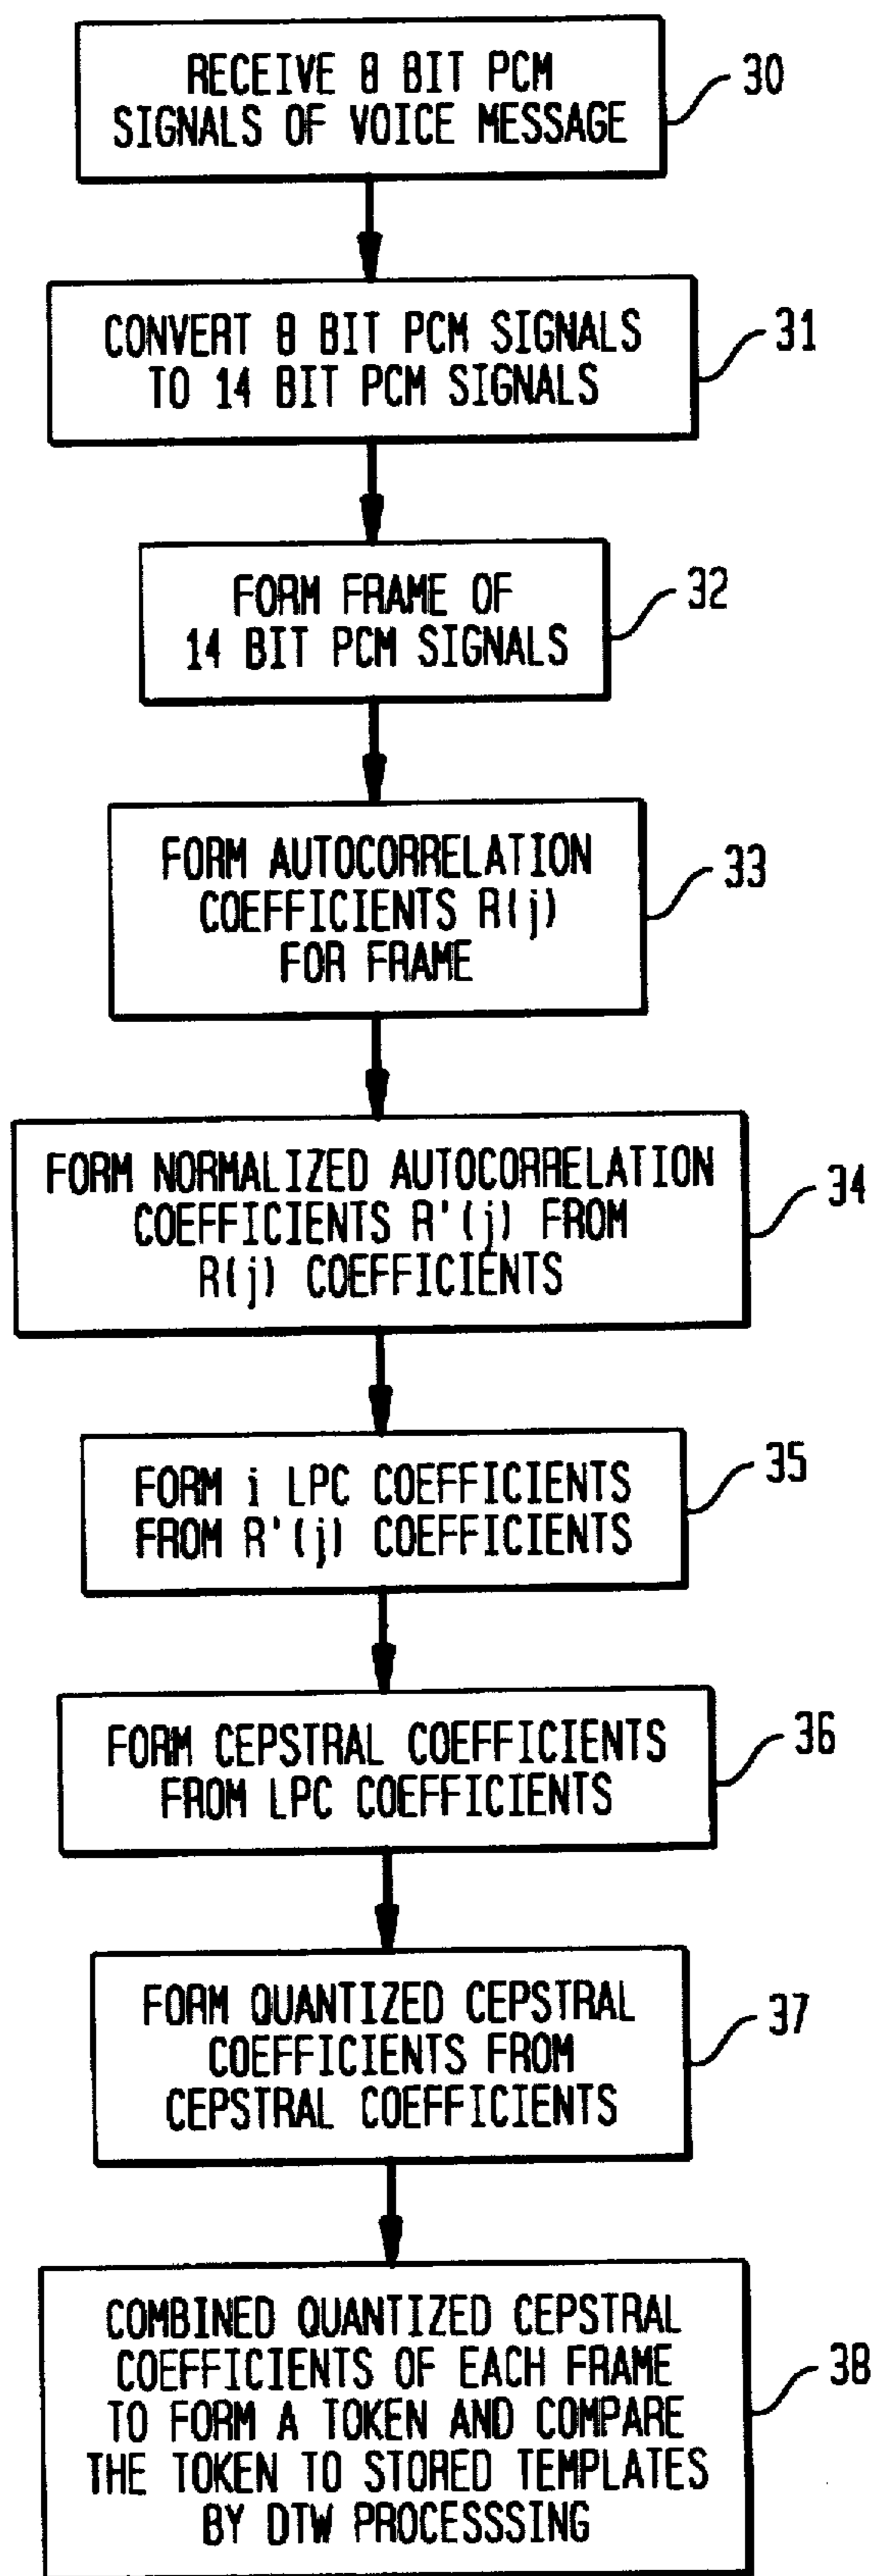 RECEIVE 8 BIT PCM
SIGNALS OF VOICE MESSAGE
30
CONVERT 8 BIT PCM SIGNALS
TO 14 BIT PCM SIGNALS
31
FORM FRAME OF
14 BIT PCM SIGNALS
32
FORM AUTOCORRELATION
COEFFICIENTS R(j)
FOR FRAME
33
FORM NORMALIZED AUTOCORRELATION
COEFFICIENTS R'(j) FROM
R(j) COEFFICIENTS
34
FORM i LPC COEFFICIENTS
FROM R'(j) COEFFICIENTS
35
FORM CEPSTRAL COEFFICIENTS
FROM LPC COEFFICIENTS
36
FORM QUANTIZED CEPSTRAL
COEFFICIENTS FROM
CEPSTRAL COEFFICIENTS
37
COMBINED QUANTIZED CEPSTRAL
COEFFICIENTS OF EACH FRAME
TO FORM A TOKEN AND COMPARE
THE TOKEN TO STORED TEMPLATES
BY DTW PROCESSSING
38